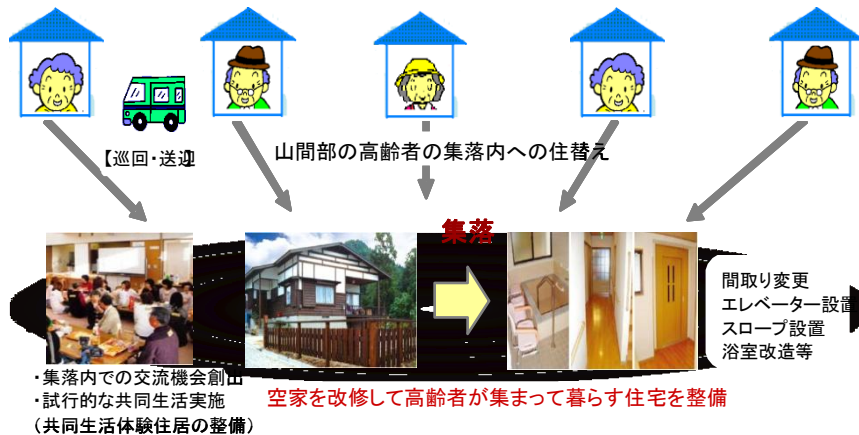 【巡回・送迎】
山間部の高齢者の集落内への住替え
集落
間取り変更
エレベーター設置
スロープ設置
浴室改造等
・集落内での交流機会創出
・試行的な共同生活実施
（共同生活体験住居の整備）
空家を改修して高齢者が集まって暮らす住宅を整備